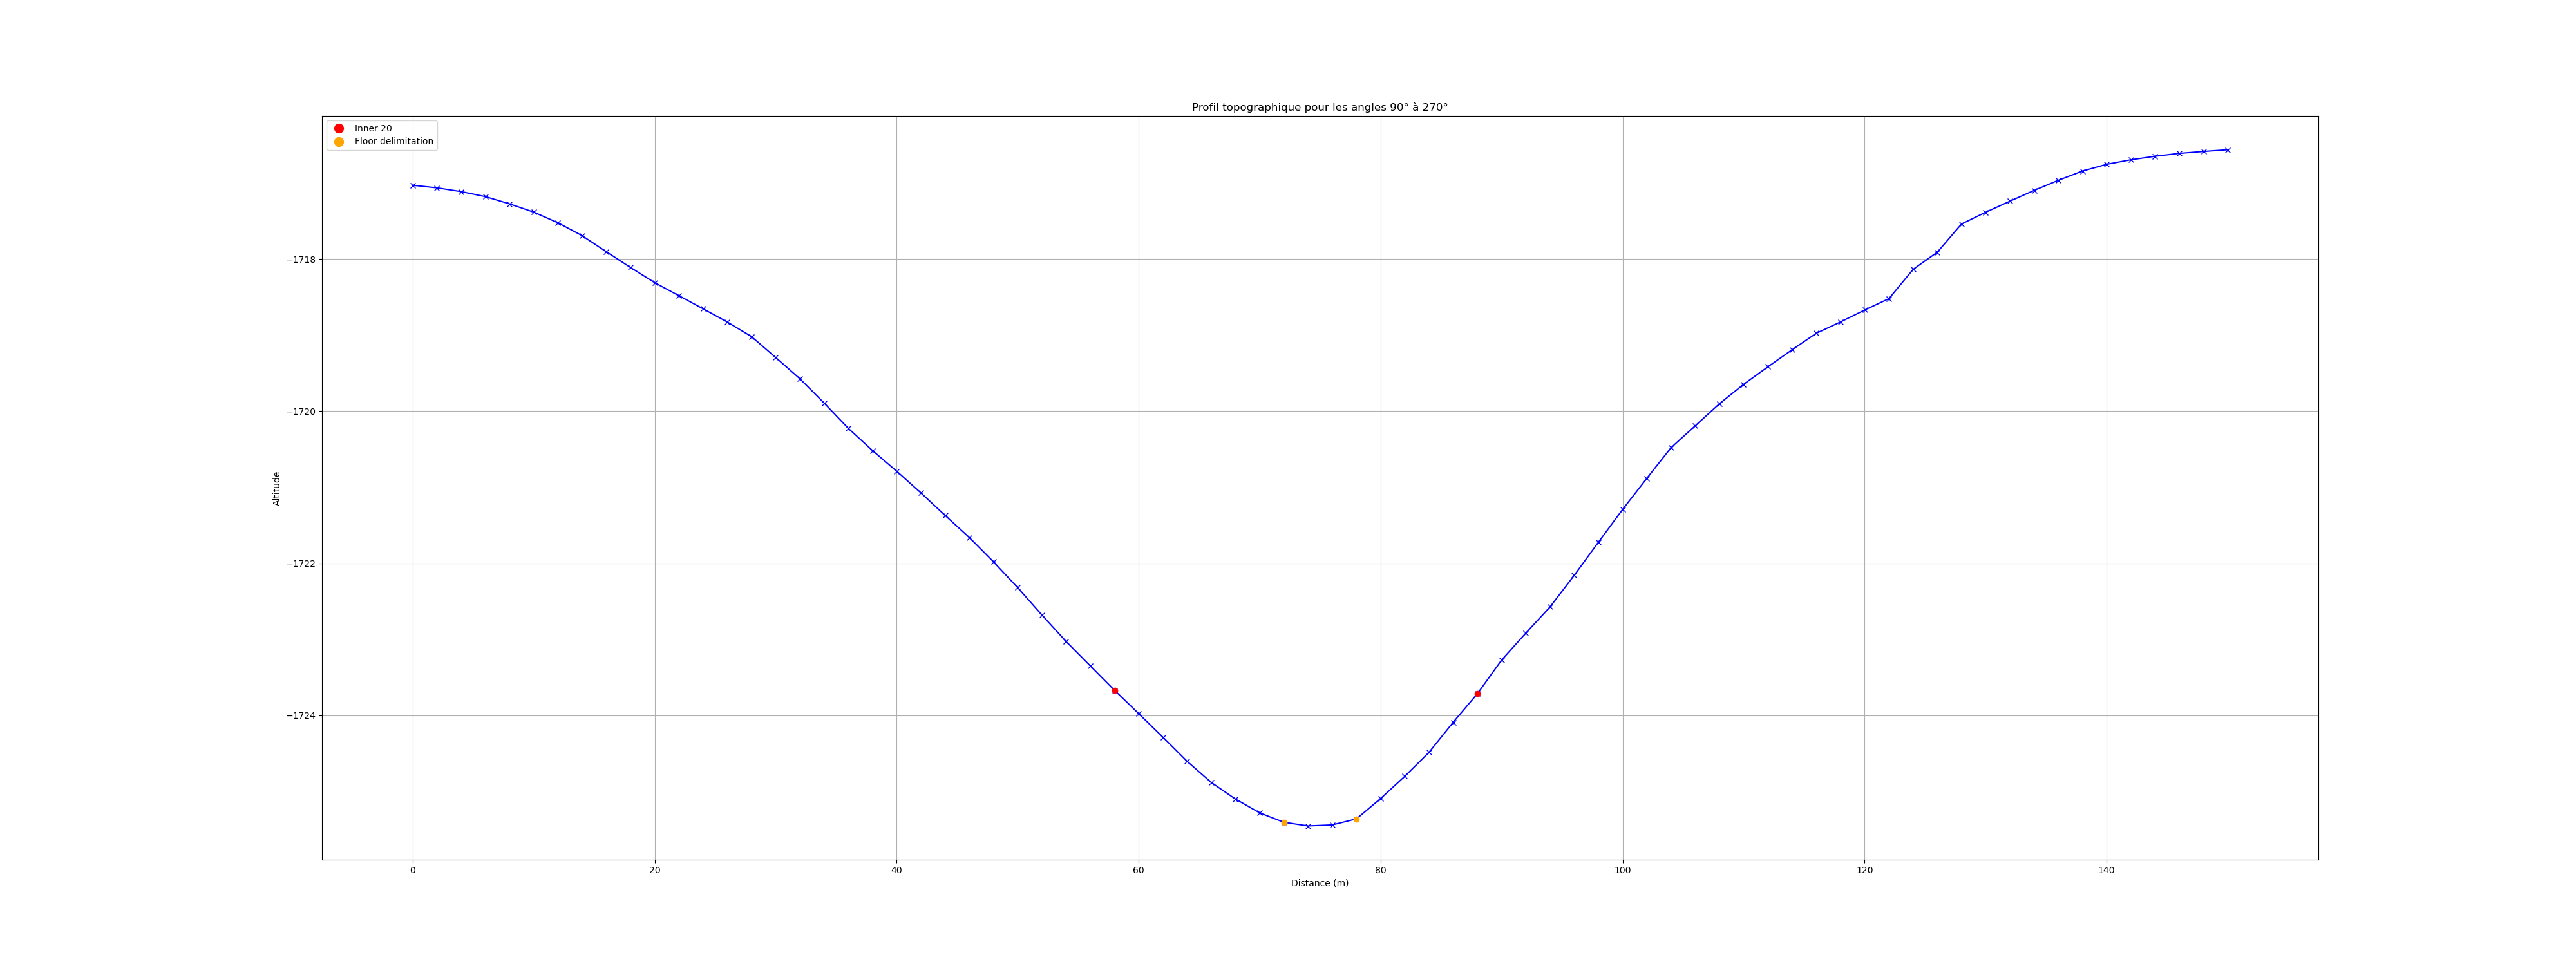 Profil topographique pour les angles 90° à 270°
Inner 20
Floor delimitation
−1718
−1720
−1722
−1724
Altitude
0 20 40 60 80 100 120 140
Distance (m)